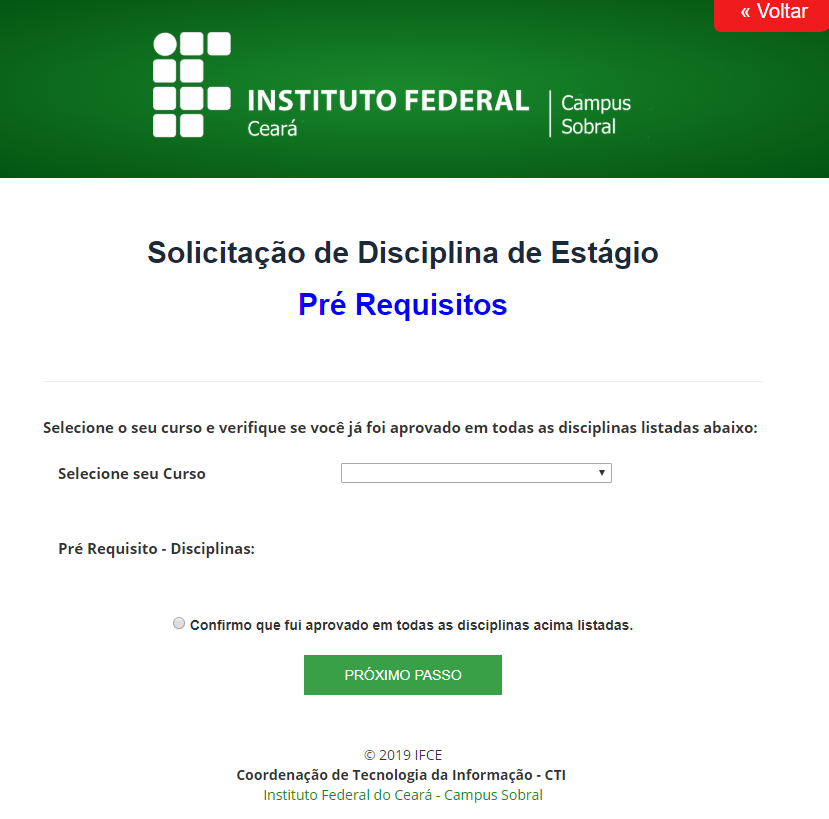 « Voltar
INSTITUTO FEDERAL
Ceará
Campus
Sobral
Solicitação de Disciplina de Estágio
Pré Requisitos
Selecione o seu curso e verifique se você já foi aprovado em todas as disciplinas listadas abaixo:
Selecione seu Curso
Pré Requisito - Disciplinas:
Confirmo que fui aprovado em todas as disciplinas acima listadas.
PRÓXIMO PASSO
© 2019 IFCE
Coordenação de Tecnologia da Informação - CTI
Instituto Federal do Ceará - Campus Sobral